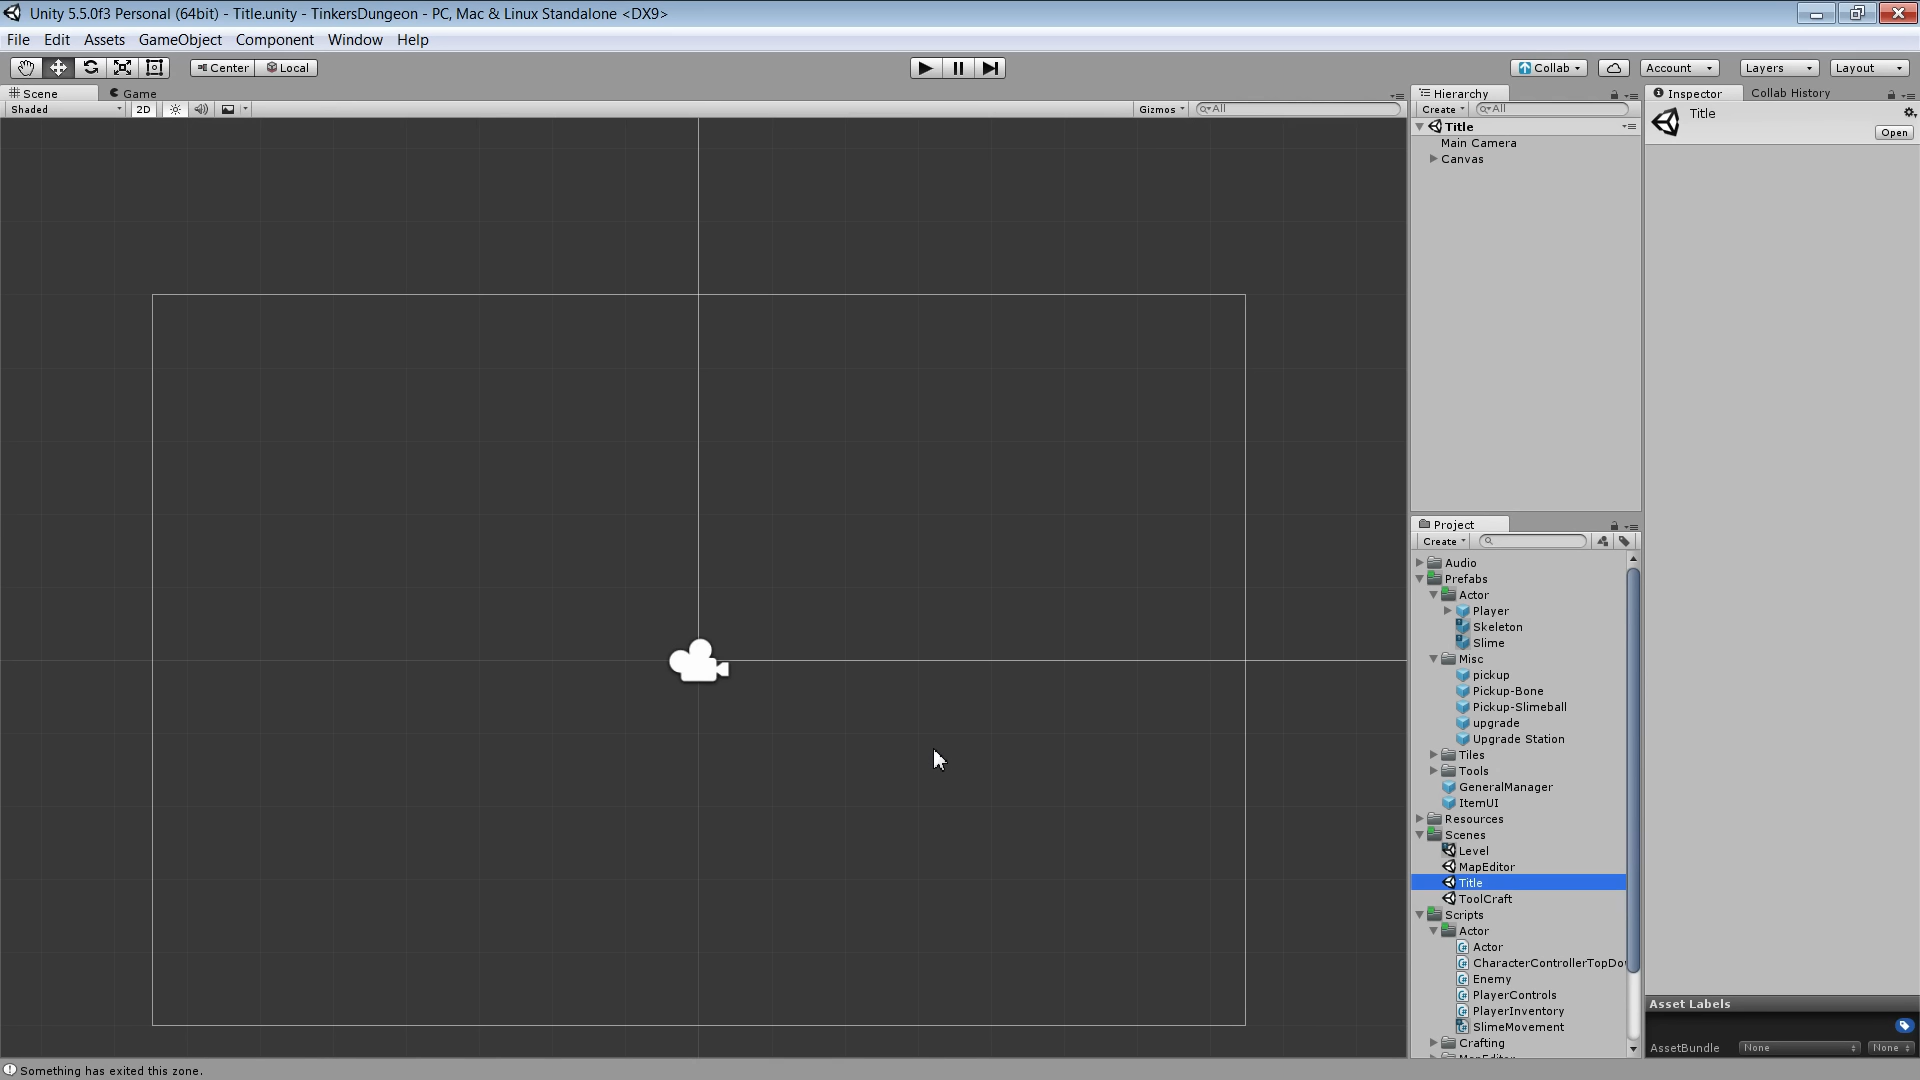 Unity 5.5.0f3 Personal (64bit) - Title.unity - TinkersDungeon - PC, Mac & Linux Standalone <DX9>
File Edit Assets GameObject Component Window Help
Center Local Collab Account Layers Layout
Scene Game
Shaded 2D Gizmos All
Hierarchy
Create All
Title
Main Camera
Canvas
Project
Create
Audio
Prefabs
Actor
Player
Skeleton
Slime
Misc
pickup
Pickup-Bone
Pickup-Slimeball
upgrade
Upgrade Station
Tiles
Tools
GeneralManager
ItemUI
Resources
Scenes
Level
MapEditor
Title
ToolCraft
Scripts
Actor
Actor
CharacterControllerTopDo
Enemy
PlayerControls
PlayerInventory
SlimeMovement
Crafting
MapEditor
Inspector Collab History
Title
Open
Asset Labels
AssetBundle None None
Something has exited this zone.